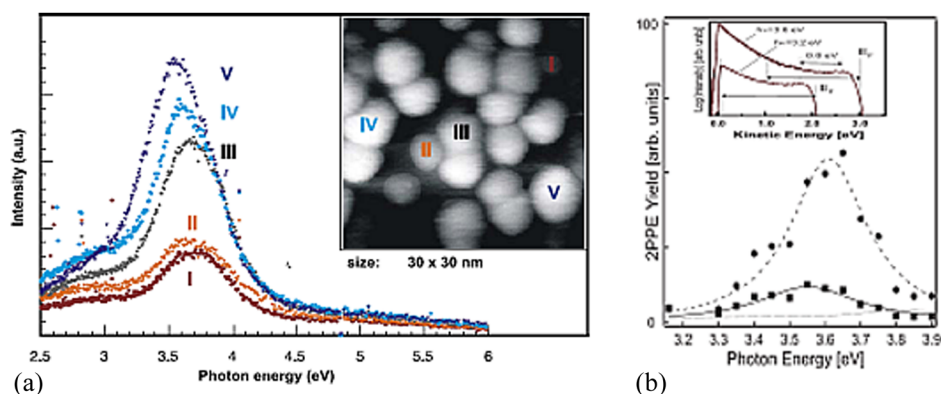 V
IV
III
II
I
Intensity (a.u.)
2.5 3 3.5 4 4.5 5 5.5 6
Photon energy (eV)
I
IV
III
II
V
size: 30 x 30 nm
(a)
100
0
2PPE Yield [arb. units]
3.2 3.3 3.4 3.5 3.6 3.7 3.8 3.9
Photon Energy [eV]
0.0 1.0 2.0 3.0
Kinetic Energy [eV]
(b)